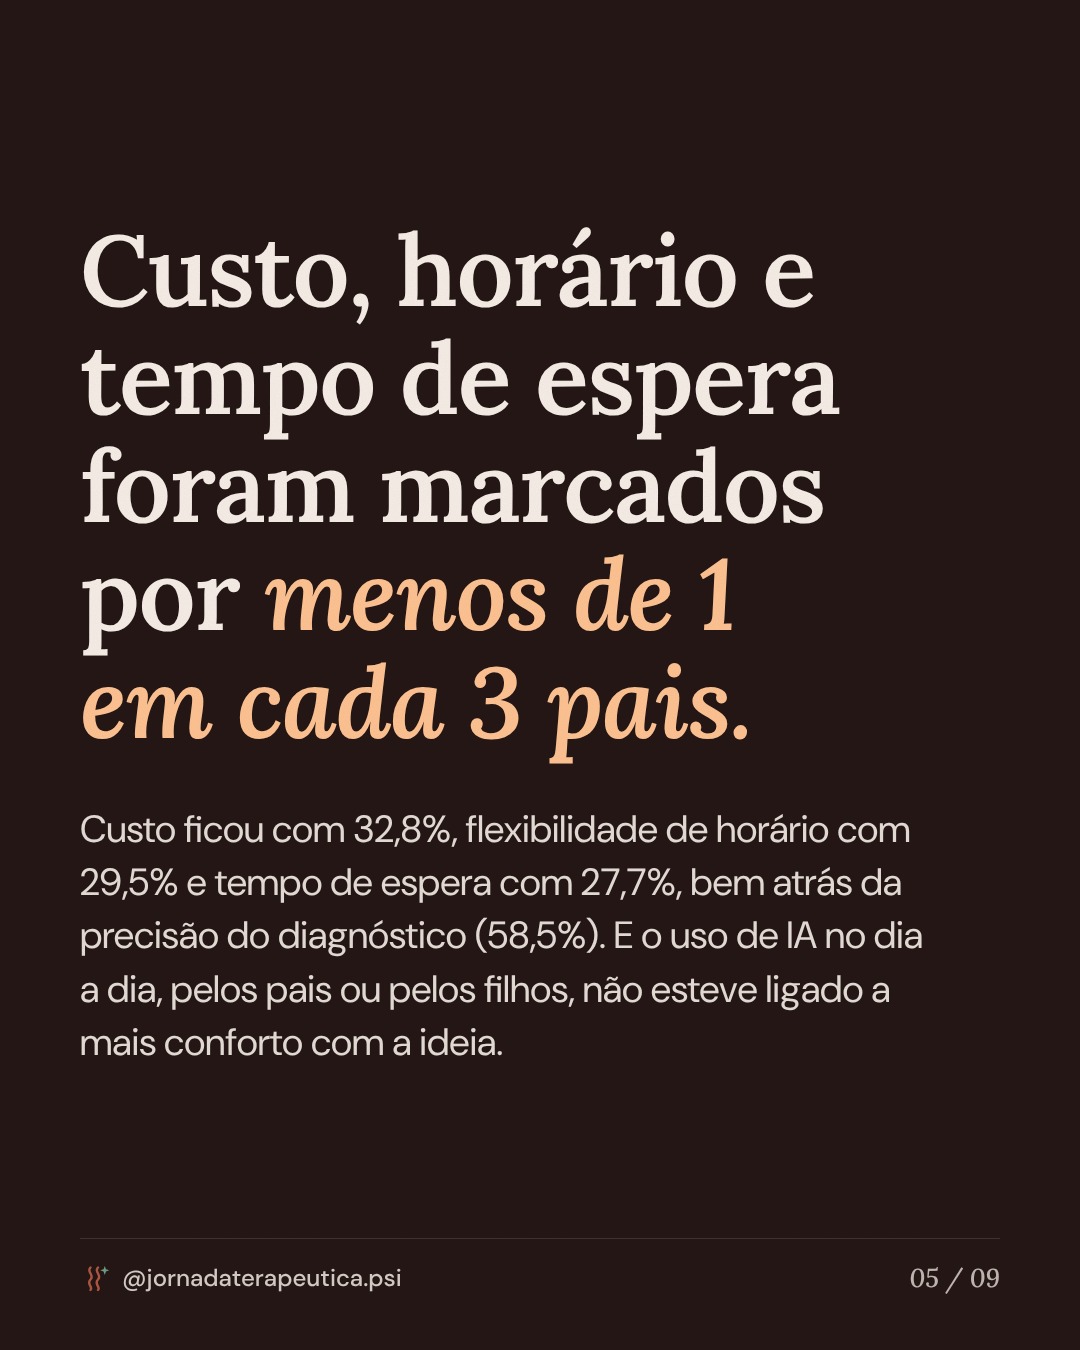 Custo, horário e
tempo de espera
foram marcados
por menos de 1
em cada 3 pais.
Custo ficou com 32,8%, flexibilidade de horário com
29,5% e tempo de espera com 27,7%, bem atrás da
precisão do diagnóstico (58,5%). E o uso de IA no dia
a dia, pelos pais ou pelos filhos, não esteve ligado a
mais conforto com a ideia.
@jornadaterapeutica.psi
05 / 09